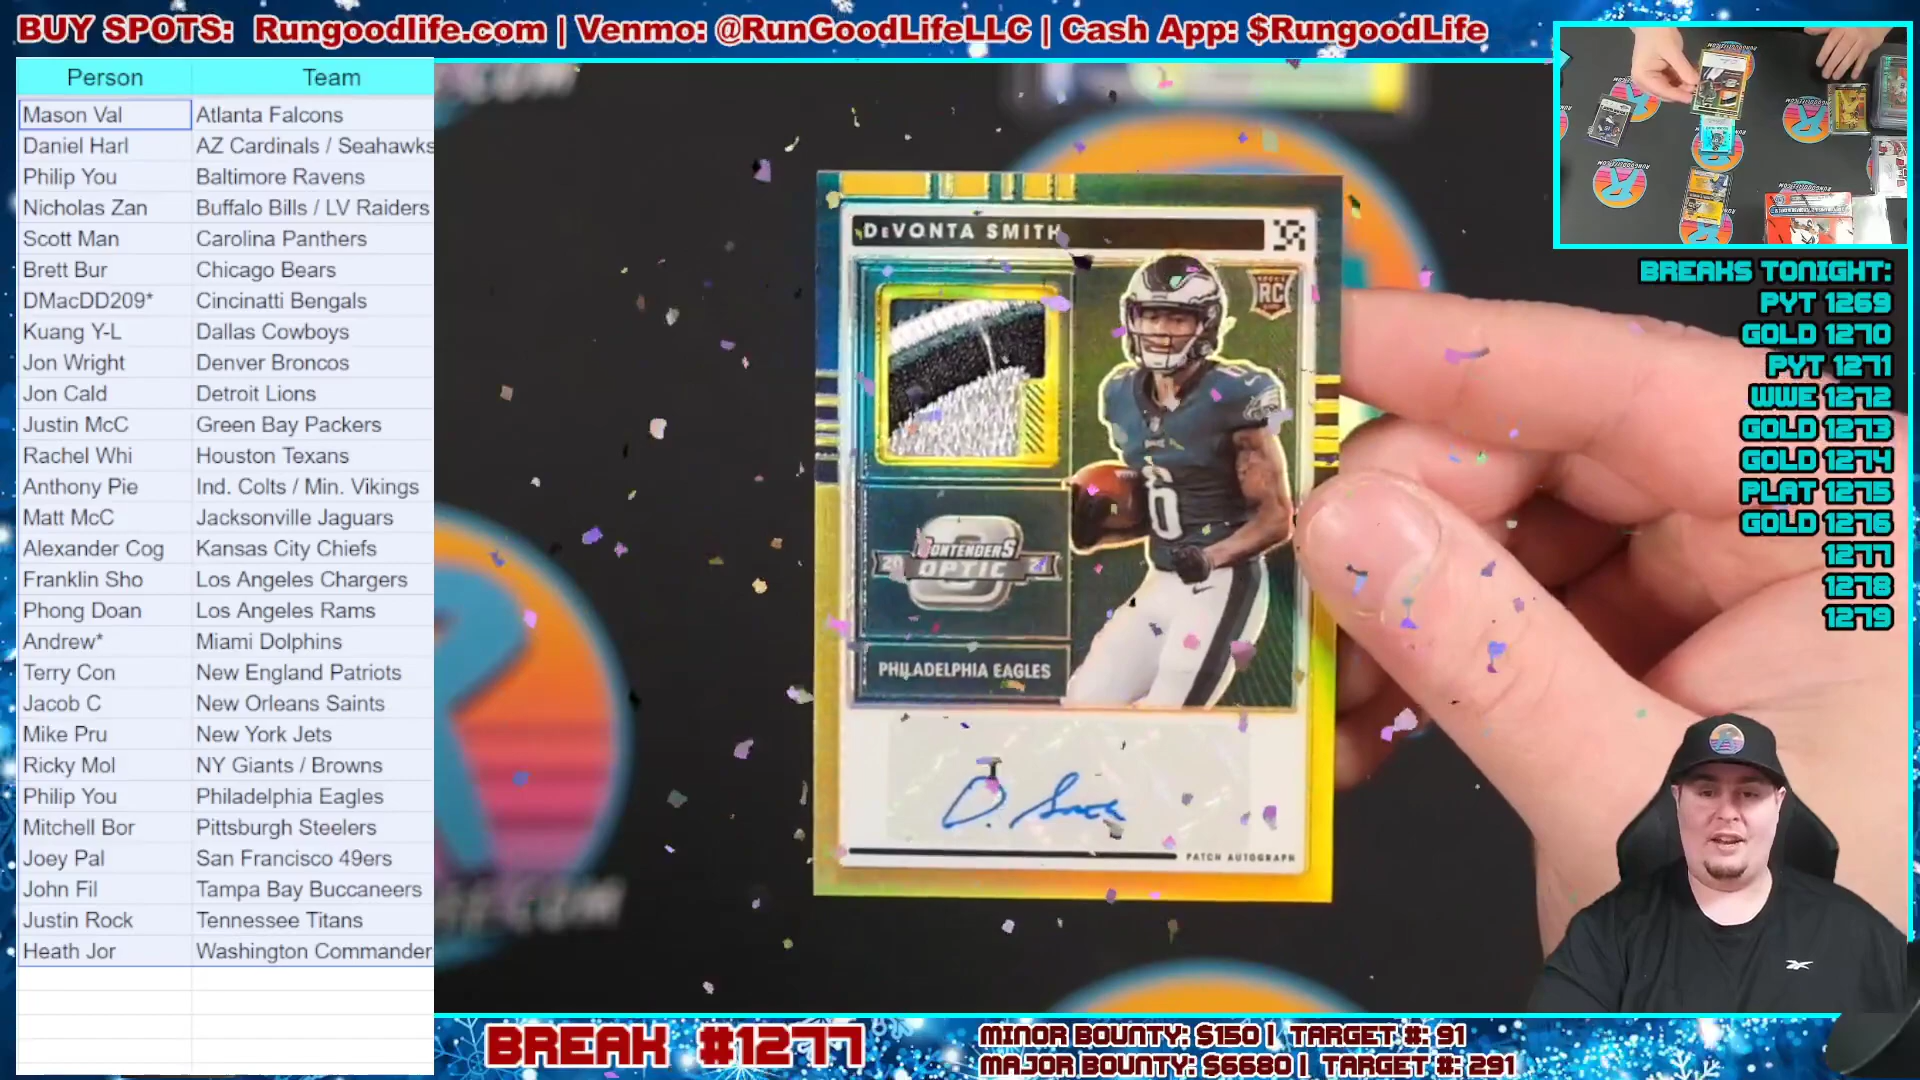 BUY SPOTS: Rungoodlife.com | Venmo: @RunGoodLifeLLC | Cash App: $RungoodLife
Person Team
Mason Val Atlanta Falcons
Daniel Harl AZ Cardinals / Seahawks
Philip You Baltimore Ravens
Nicholas Zan Buffalo Bills / LV Raiders
Scott Man Carolina Panthers
Brett Bur Chicago Bears
DMacDD209* Cincinatti Bengals
Kuang Y-L Dallas Cowboys
Jon Wright Denver Broncos
Jon Cald Detroit Lions
Justin McC Green Bay Packers
Rachel Whi Houston Texans
Anthony Pie Ind. Colts / Min. Vikings
Matt McC Jacksonville Jaguars
Alexander Cog Kansas City Chiefs
Franklin Sho Los Angeles Chargers
Phong Doan Los Angeles Rams
Andrew* Miami Dolphins
Terry Con New England Patriots
Jacob C New Orleans Saints
Mike Pru New York Jets
Ricky Mol NY Giants / Browns
Philip You Philadelphia Eagles
Mitchell Bor Pittsburgh Steelers
Joey Pal San Francisco 49ers
John Fil Tampa Bay Buccaneers
Justin Rock Tennessee Titans
Heath Jor Washington Commander
DEVONTA SMITH
RC
6
CONTENDERS
OPTIC
PHILADELPHIA EAGLES
D. Smith
PATCH AUTOGRAPH
BREAKS TONIGHT:
PYT 1269
GOLD 1270
PYT 1271
WWE 1272
GOLD 1273
GOLD 1274
PLAT 1275
GOLD 1276
1277
1278
1279
BREAK #1277
MINOR BOUNTY: $150 | TARGET #: 91
MAJOR BOUNTY: $6680 | TARGET #: 291